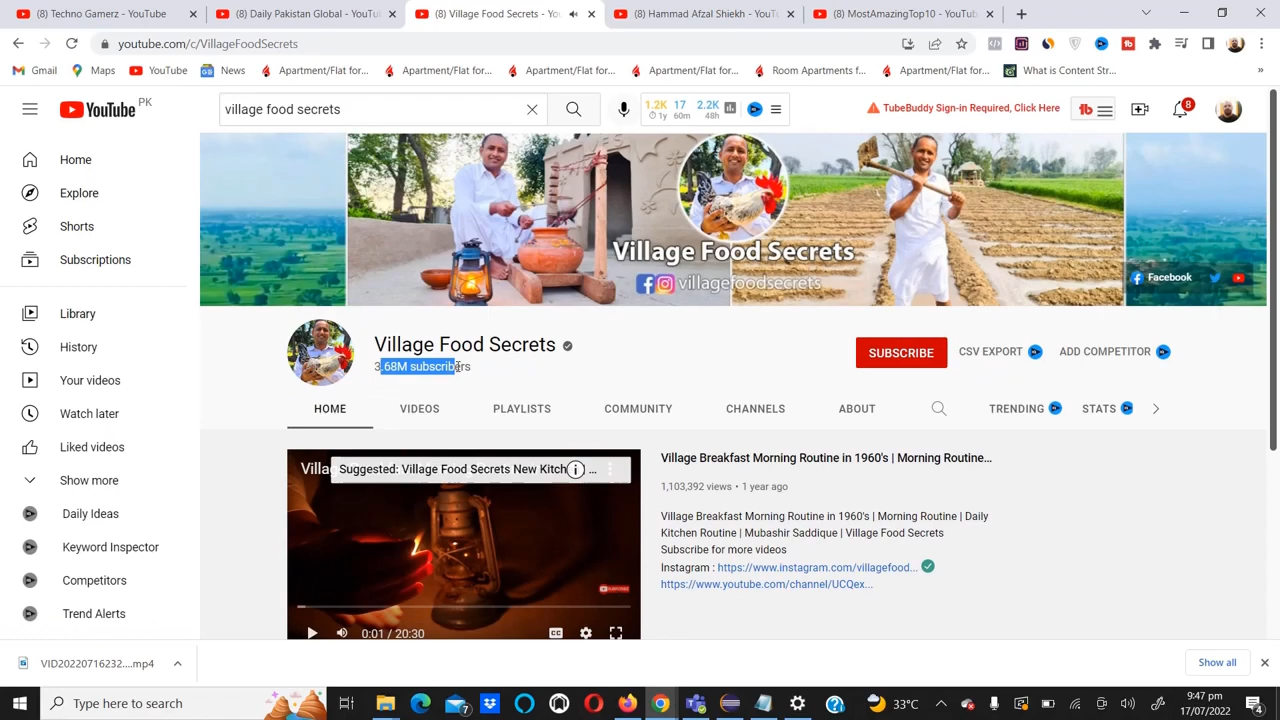 (8) Techno Gamerz - YouTube
(8) Daily Pakistan Global - YouTub
(8) Village Food Secrets - You
(8) Hammad Afzal Shiekh - YouTub
(8) MostAmazingTop10 - YouTube
youtube.com/c/VillageFoodSecrets
Gmail
Maps
YouTube
News
Apartment/Flat for...
Apartment/Flat for...
Apartment/Flat for...
Apartment/Flat for...
Room Apartments f...
Apartment/Flat for...
What is Content Str...
»
YouTube PK
village food secrets
1.2K 17 2.2K
1y 60m 48h
TubeBuddy Sign-in Required, Click Here
tb
8
Home
Explore
Shorts
Subscriptions
Library
History
Your videos
Watch later
Liked videos
Show more
Daily Ideas
Keyword Inspector
Competitors
Trend Alerts
Village Food Secrets
villagefoodsecrets
Facebook
Village Food Secrets
3.68M subscribers
SUBSCRIBE
CSV EXPORT
ADD COMPETITOR
HOME
VIDEOS
PLAYLISTS
COMMUNITY
CHANNELS
ABOUT
TRENDING
STATS
Villa
Suggested: Village Food Secrets New Kitch... ...
SUBSCRIBE
0:01 / 20:30
CC
Village Breakfast Morning Routine in 1960's | Morning Routine...
1,103,392 views • 1 year ago
Village Breakfast Morning Routine in 1960's | Morning Routine | Daily
Kitchen Routine | Mubashir Saddique | Village Food Secrets
Subscribe for more videos
Instagram : https://www.instagram.com/villagefood...
https://www.youtube.com/channel/UCQex...
VID20220716232....mp4
Show all
Type here to search
7
33°C
9:47 pm
17/07/2022
4